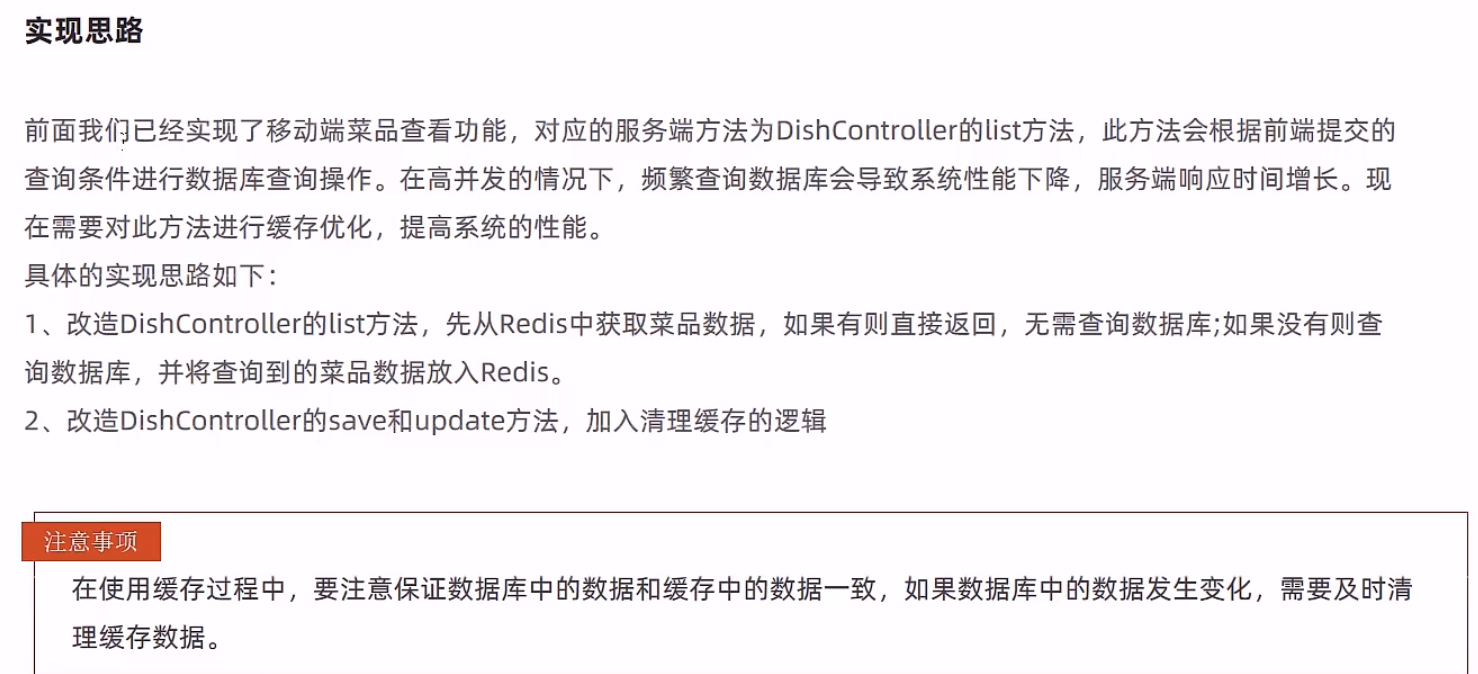 实现思路
前面我们已经实现了移动端菜品查看功能，对应的服务端方法为DishController的list方法，此方法会根据前端提交的
查询条件进行数据库查询操作。在高并发的情况下，频繁查询数据库会导致系统性能下降，服务端响应时间增长。现
在需要对此方法进行缓存优化，提高系统的性能。
具体的实现思路如下：
1、改造DishController的list方法，先从Redis中获取菜品数据，如果有则直接返回，无需查询数据库;如果没有则查
询数据库，并将查询到的菜品数据放入Redis。
2、改造DishController的save和update方法，加入清理缓存的逻辑
注意事项
在使用缓存过程中，要注意保证数据库中的数据和缓存中的数据一致，如果数据库中的数据发生变化，需要及时清
理缓存数据。